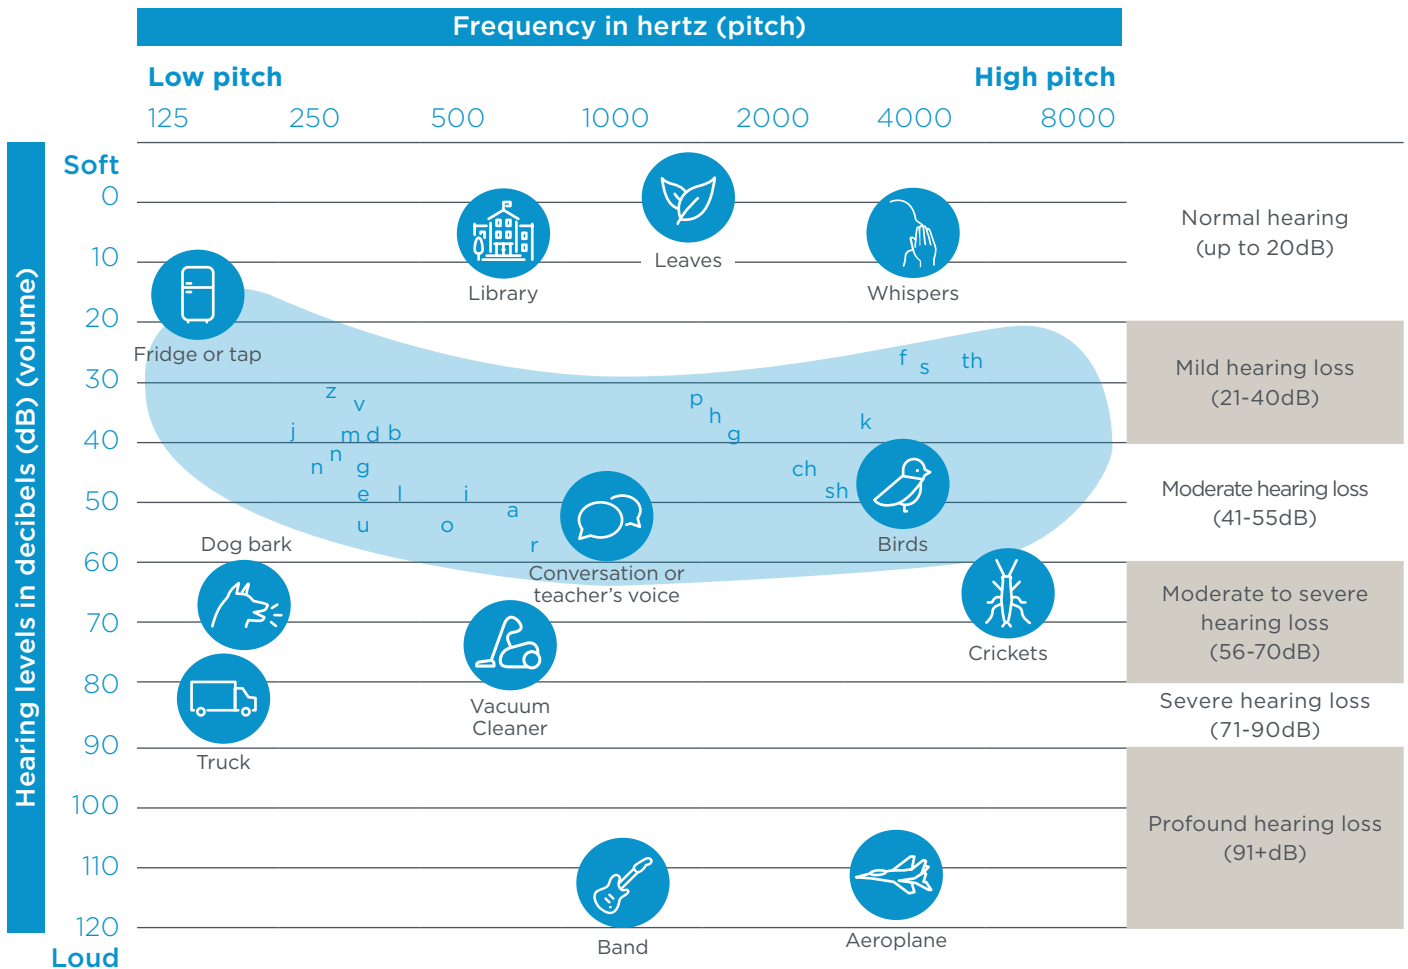 Frequency in hertz (pitch)
Low pitch High pitch
125 250 500 1000 2000 4000 8000
Hearing levels in decibels (dB) (volume)
Soft
0
10
20
30
40
50
60
70
80
90
100
110
120
Loud
Leaves
Library
Whispers
Fridge or tap
f s th
z
v
p
h
g
k
j
m d b
n
n
g
ch
sh
e l i
a
u o
r
Dog bark
Birds
Conversation or
teacher's voice
Crickets
Vacuum
Cleaner
Truck
Band
Aeroplane
Normal hearing
(up to 20dB)
Mild hearing loss
(21-40dB)
Moderate hearing loss
(41-55dB)
Moderate to severe
hearing loss
(56-70dB)
Severe hearing loss
(71-90dB)
Profound hearing loss
(91+dB)